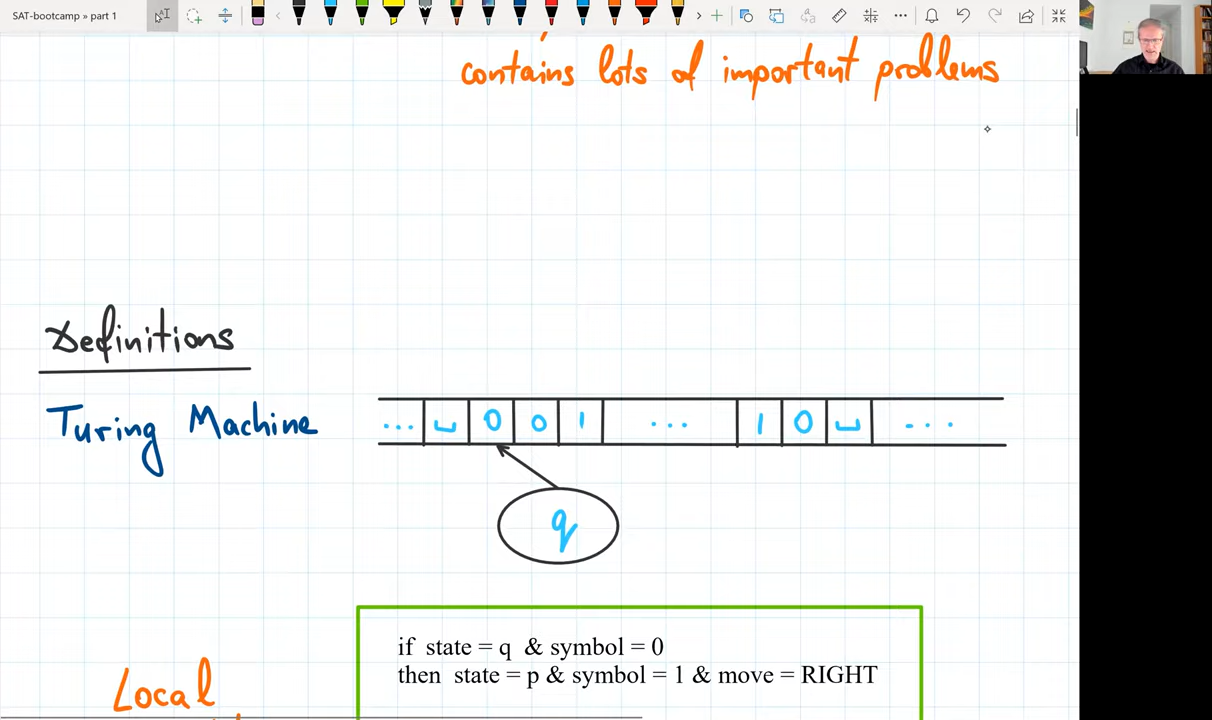 SAT-bootcamp » part 1
contains lots of important problems
Definitions
Turing Machine
... ⌴ 0 0 1 ... 1 0 ⌴ ...
q
if state = q & symbol = 0
then state = p & symbol = 1 & move = RIGHT
Local